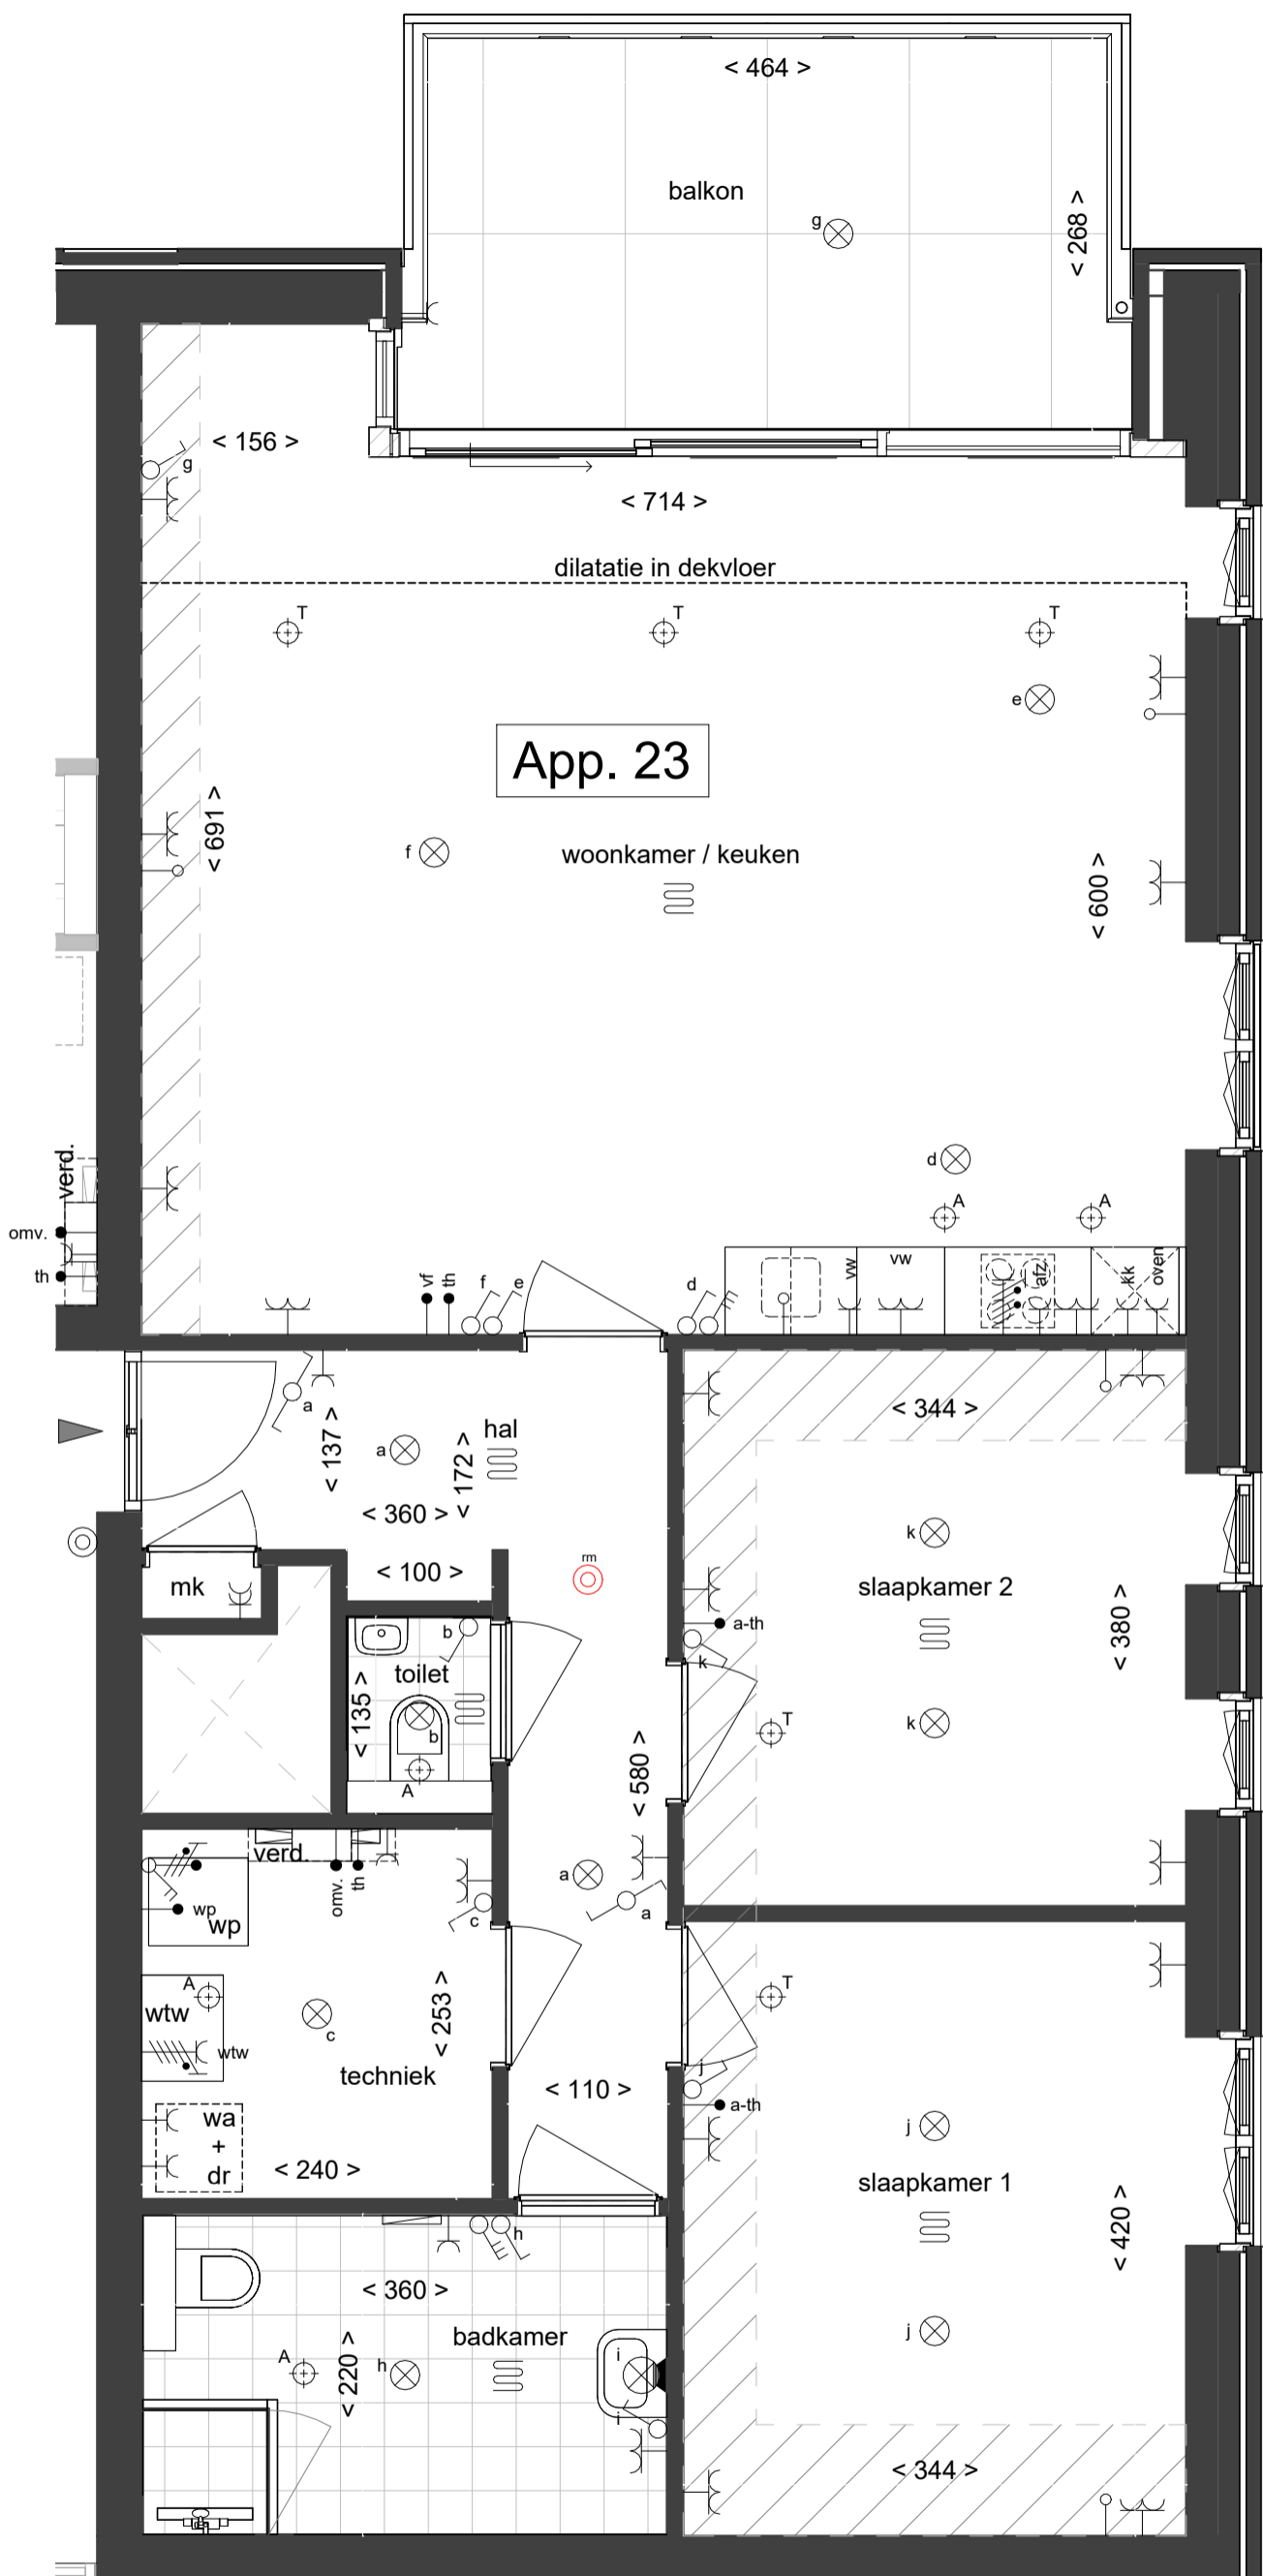 < 464 >
balkon
g
< 268 >
< 156 >
g
< 714 >
dilatatie in dekvloer
T
T
T
e
App. 23
< 691 >
f
woonkamer / keuken
< 600 >
verd.
omv.
th
d
A
A
vf
th
f
e
d
vw
vw
afz.
kk
oven
a
< 137 >
a
< 172 >
hal
< 360 >
< 100 >
rm
mk
< 344 >
k
slaapkamer 2
a-th
k
< 380 >
k
T
b
toilet
< 135 >
b
A
< 580 >
verd.
omv.
th
wp
wp
c
a
a
A
wtw
wtw
c
< 253 >
techniek
wa
+
dr
< 240 >
< 110 >
T
j
a-th
j
slaapkamer 1
< 420 >
j
< 344 >
h
< 360 >
badkamer
A
< 220 >
h
i
i